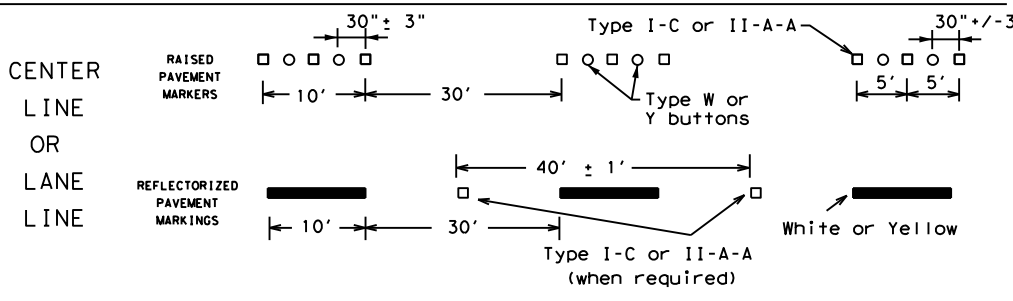 CENTER
LINE
OR
LANE
LINE
RAISED
PAVEMENT
MARKERS
30"± 3"
10'
30'
Type W or
Y buttons
Type I-C or II-A-A
30"+/-3
5'
5'
REFLECTORIZED
PAVEMENT
MARKINGS
40' ± 1'
10'
30'
Type I-C or II-A-A
(when required)
White or Yellow